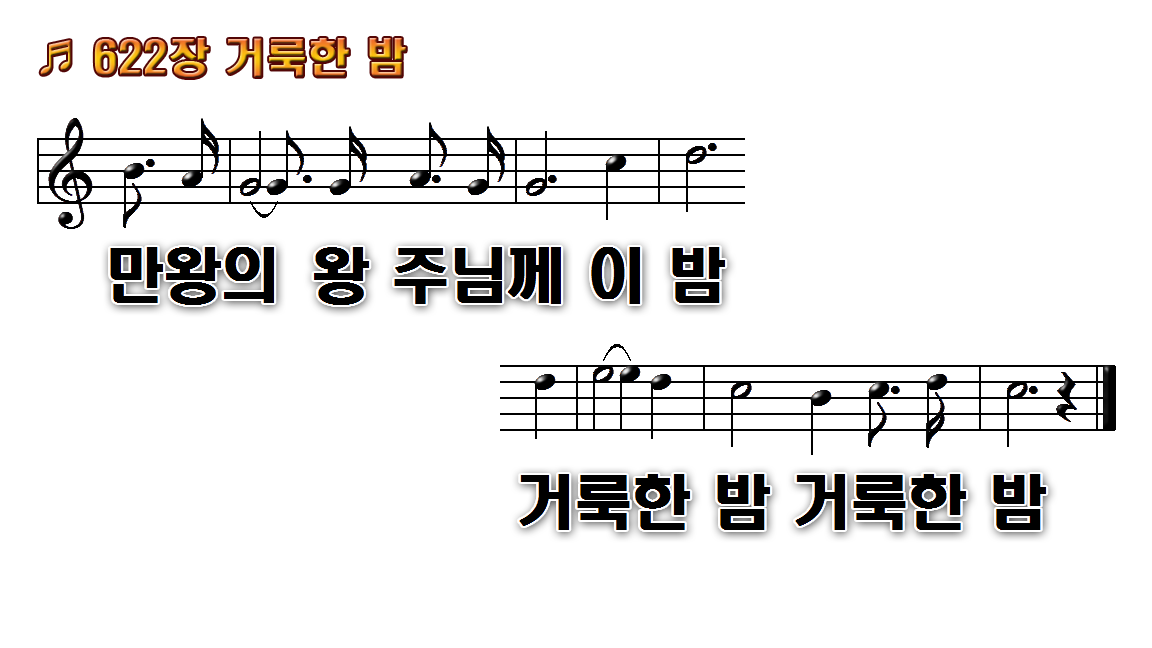 ♬ 622장 거룩한 밤
만왕의 왕 주님께 이 밤
거룩한 밤 거룩한 밤